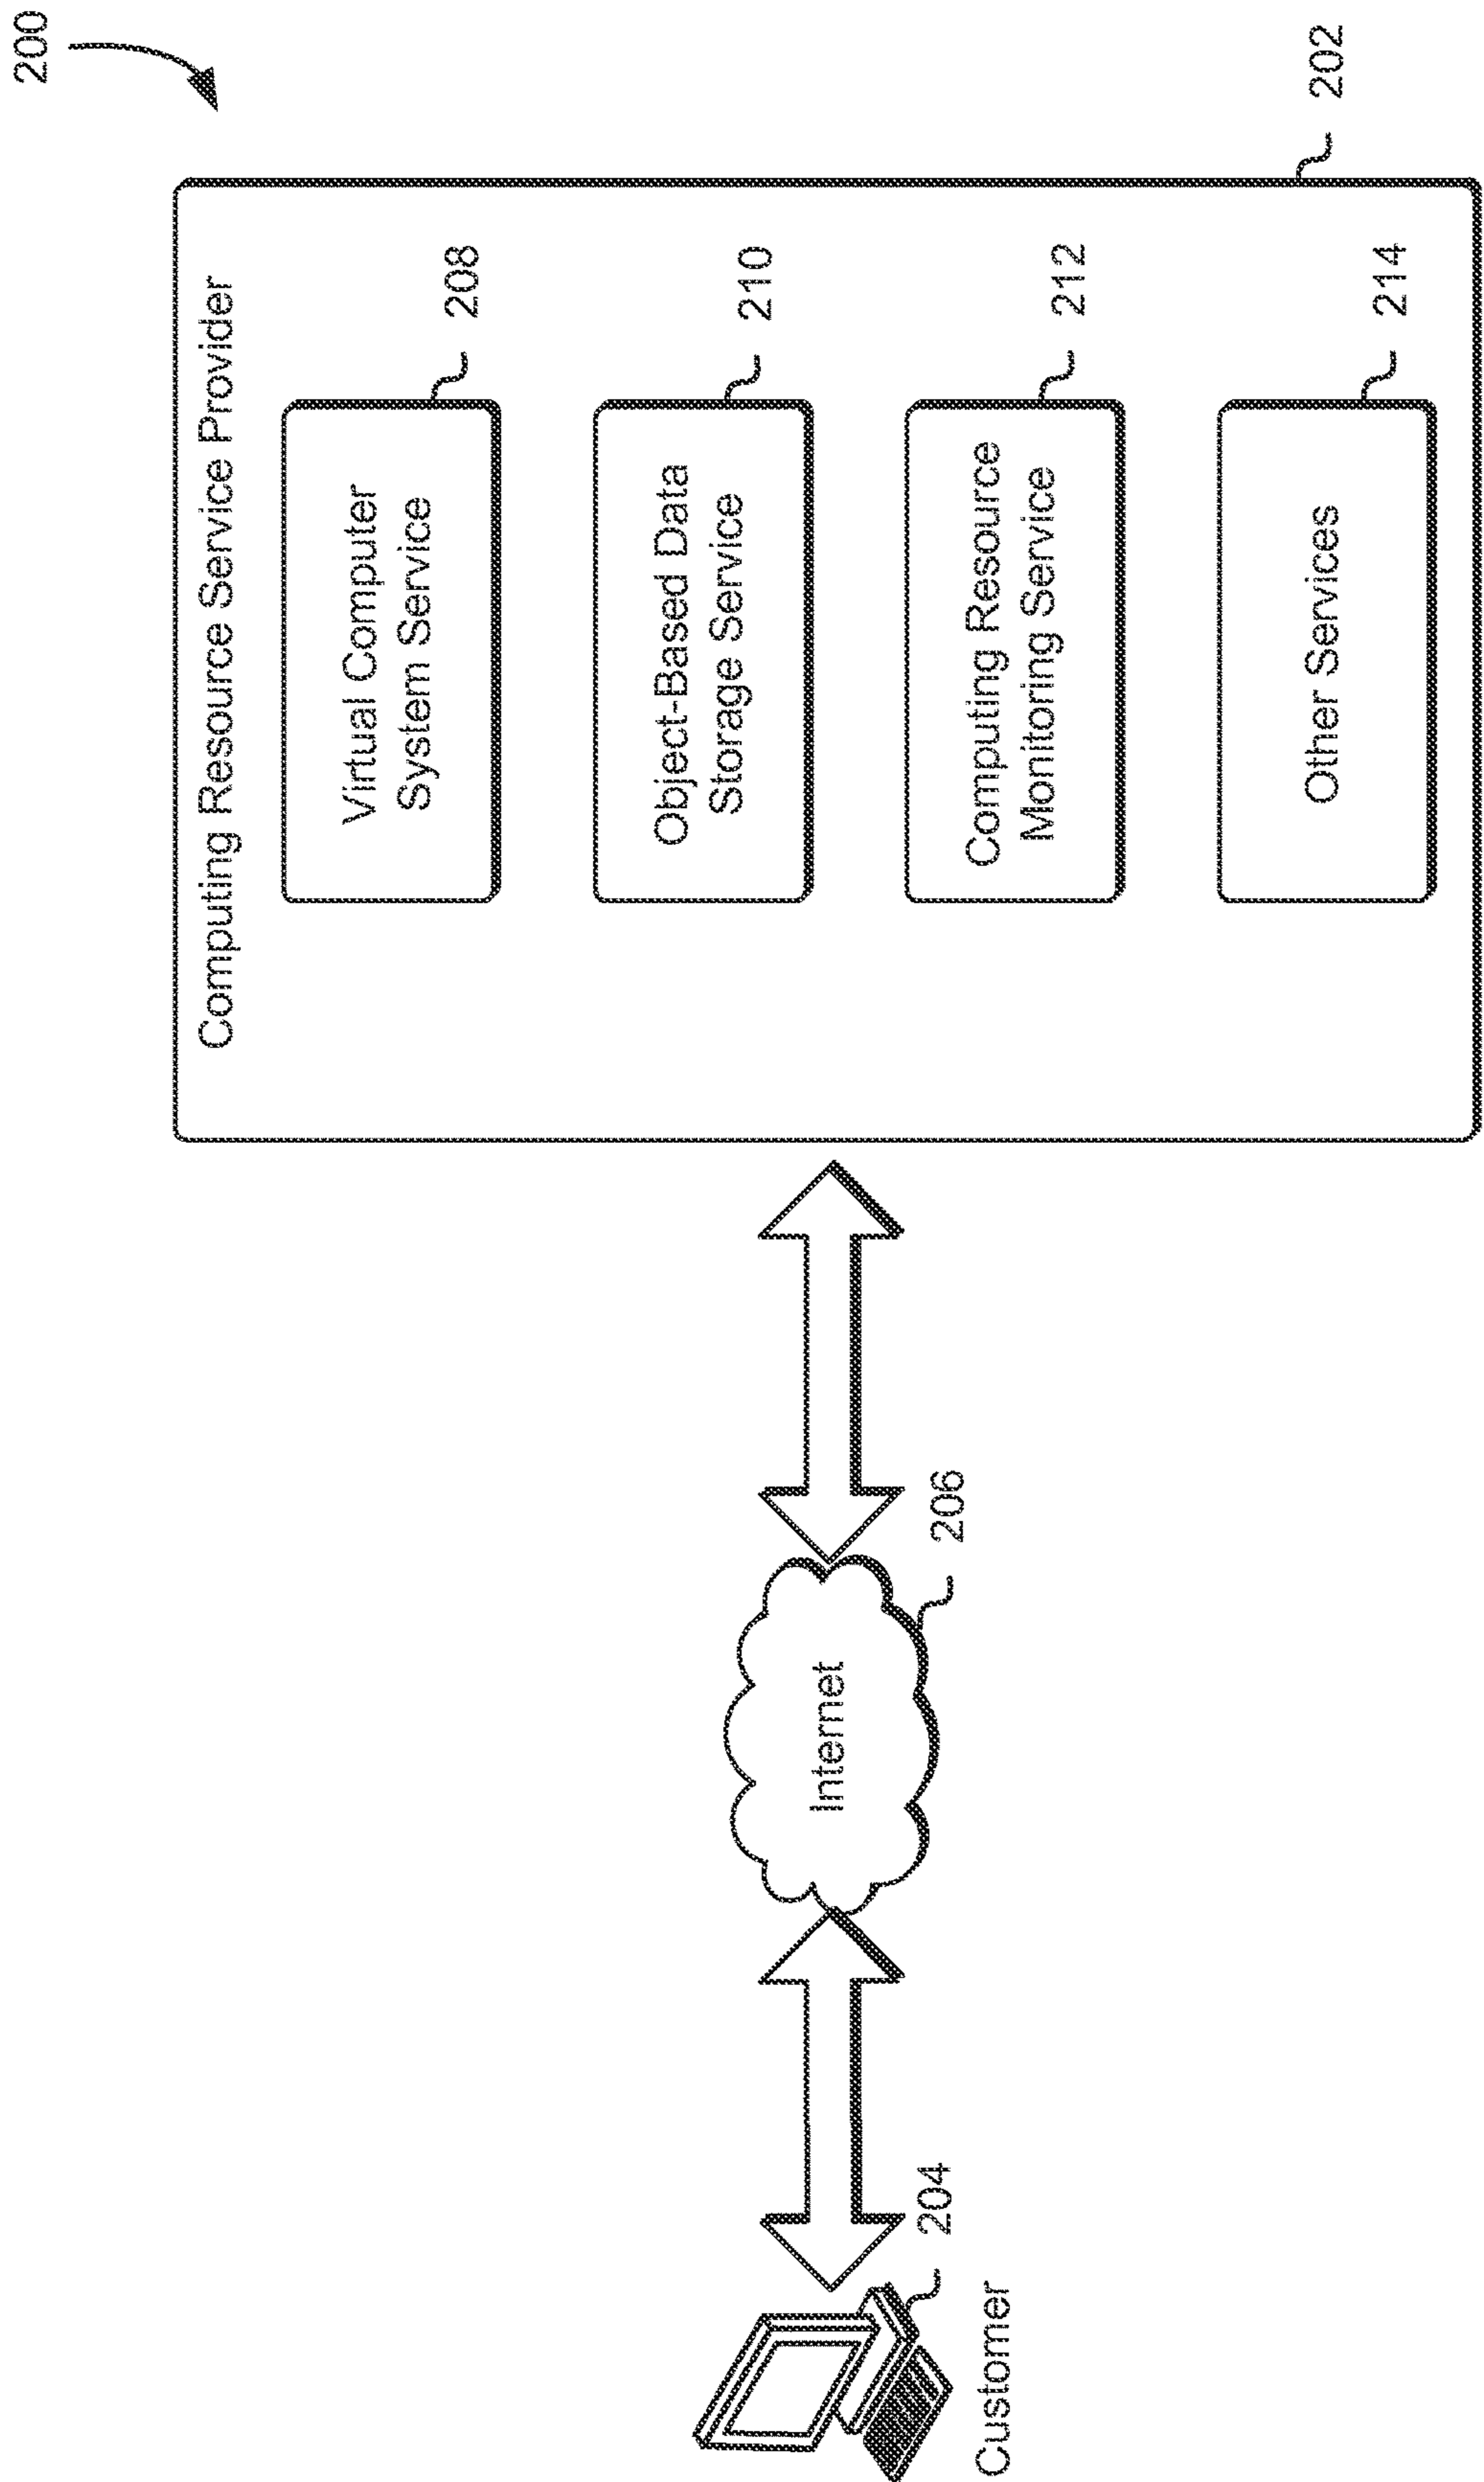 200
Computing Resource Service Provider
202
Virtual Computer
System Service
208
Object-Based Data
Storage Service
210
Computing Resource
Monitoring Service
212
Other Services
214
Internet
206
204
Customer